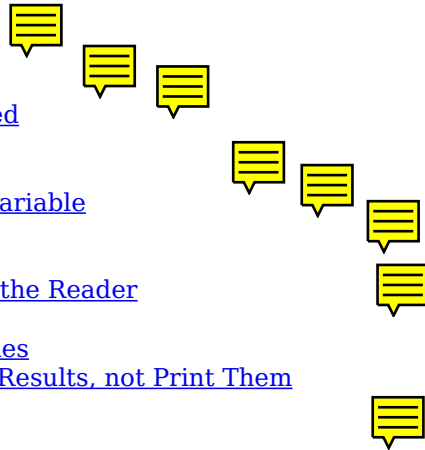 ed
ariable
the Reader
es
Results, not Print Them